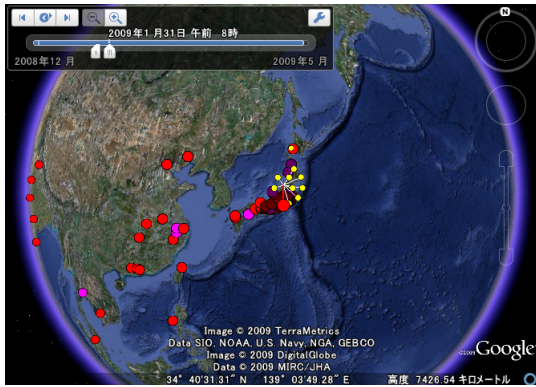 2009年1月31日 午前 8時
2008年12月 2009年5月
N
Image © 2009 TerraMetrics
Data SIO, NOAA, U.S. Navy, NGA, GEBCO
Image © 2009 DigitalGlobe
Data © 2009 MIRC/JHA
©2009 Google
34° 40'31.31" N 139° 03'49.28" E 高度 7426.54 キロメートル